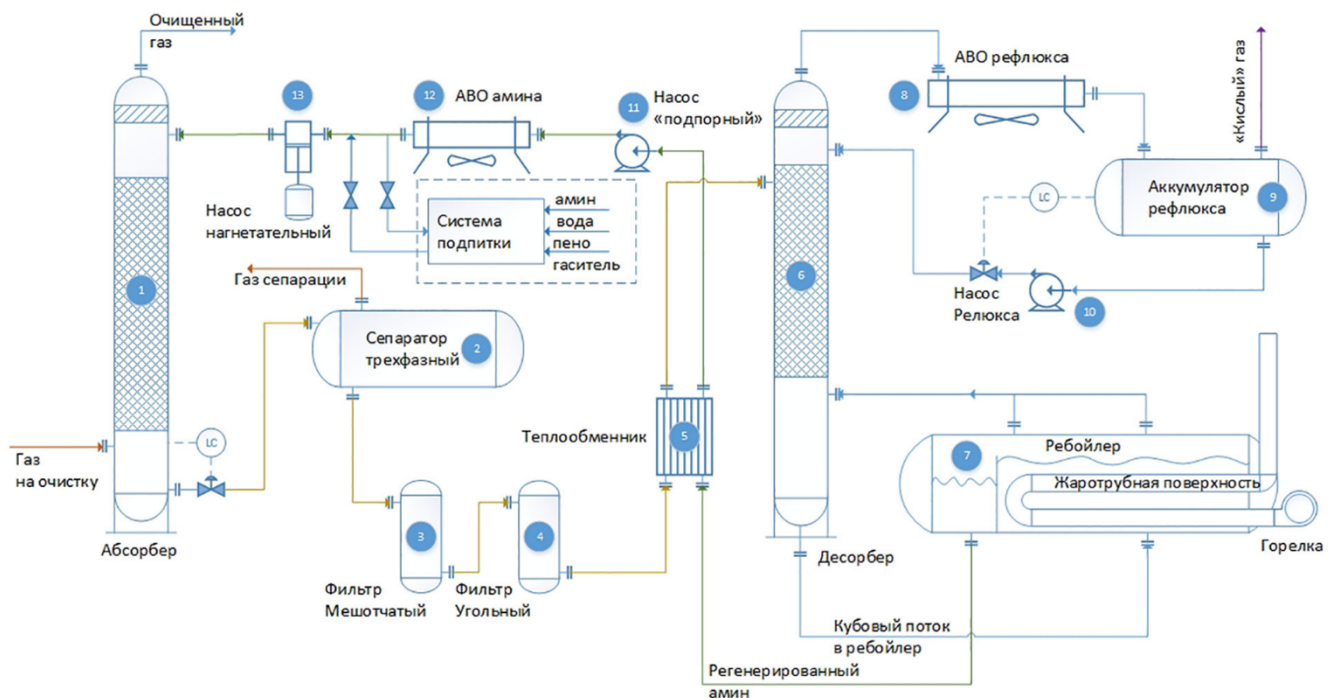 Очищенный
газ
13
12
АВО амина
11
Насос
«подпорный»
АВО рефлюкса
8
«Кислый» газ
Насос
нагнетательный
Система
подпитки
амин
вода
пено
гаситель
LC
Аккумулятор
рефлюкса
9
1
Газ сепарации
6
Насос
Релюкса
10
Сепаратор
трехфазный
2
Теплообменник
5
LC
Газ
на очистку
Ребойлер
7
Жаротрубная поверхность
Абсорбер
3
4
Десорбер
Горелка
Фильтр
Мешотчатый
Фильтр
Угольный
Кубовый поток
в ребойлер
Регенерированный
амин